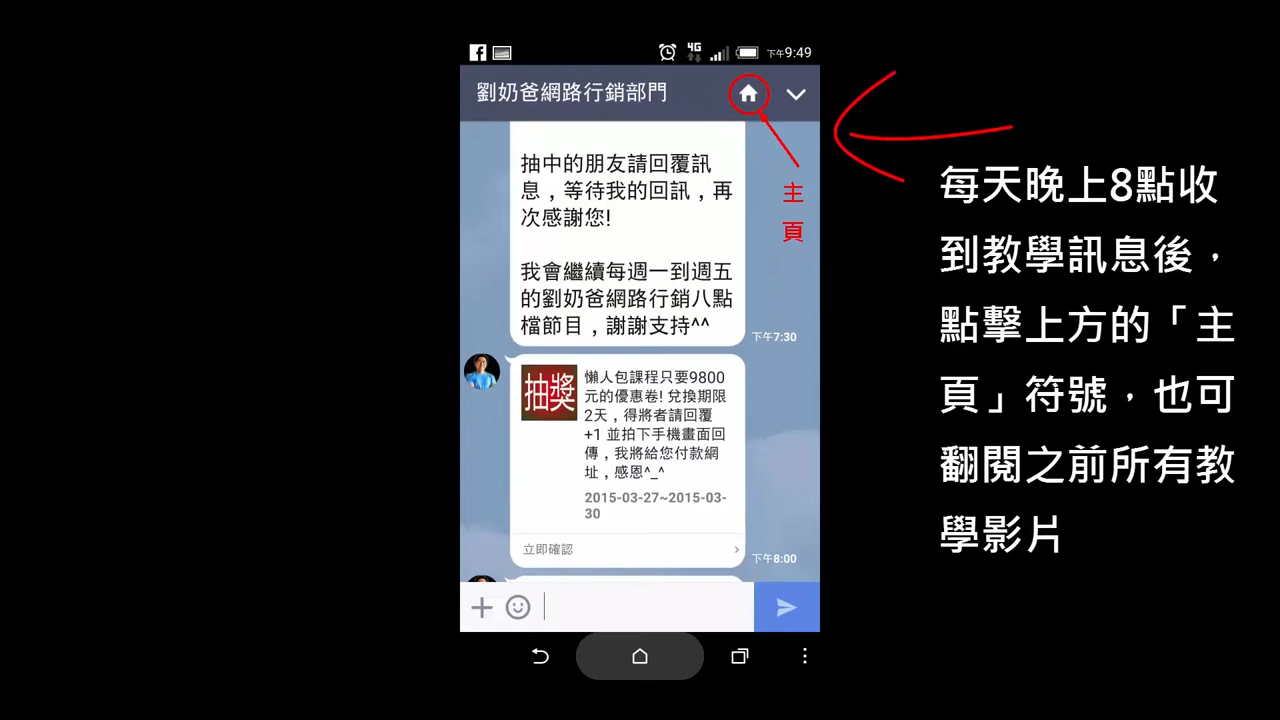 4G
下午9:49
劉奶爸網路行銷部門
抽中的朋友請回覆訊
息，等待我的回訊，再
次感謝您!
我會繼續每週一到週五
的劉奶爸網路行銷八點
檔節目，謝謝支持^^
下午7:30
主
頁
抽獎
懶人包課程只要9800
元的優惠卷! 兌換期限
2天，得將者請回覆
+1 並拍下手機畫面回
傳，我將給您付款網
址，感恩^_^
2015-03-27~2015-03-
30
立即確認
下午8:00
每天晚上8點收
到教學訊息後，
點擊上方的「主
頁」符號，也可
翻閱之前所有教
學影片